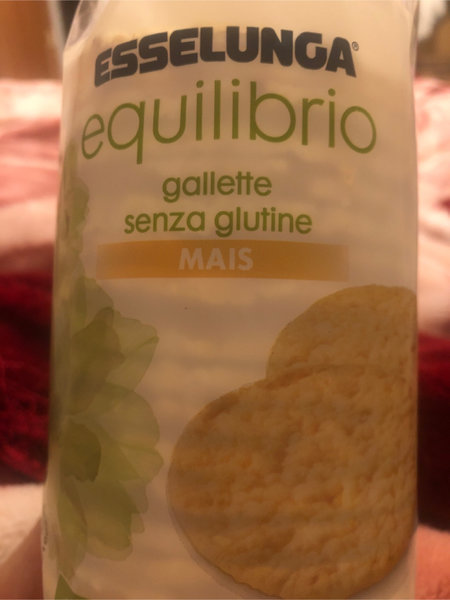 ESSELUNGA®
equilibrio
gallette
senza glutine
MAIS